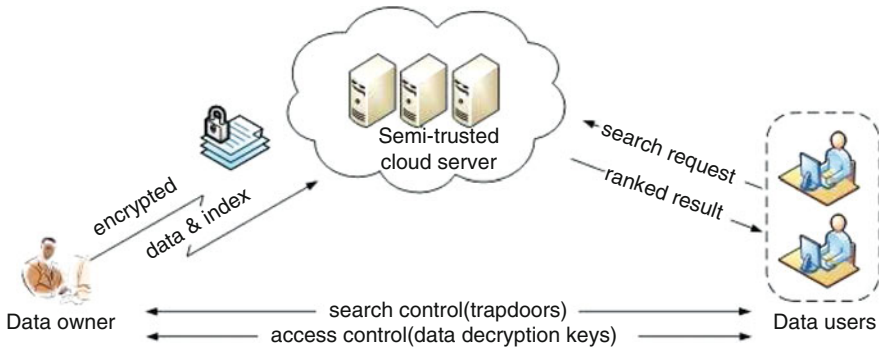 Semi-trusted
cloud server
encrypted
data & index
search request
ranked result
search control(trapdoors)
access control(data decryption keys)
Data owner
Data users